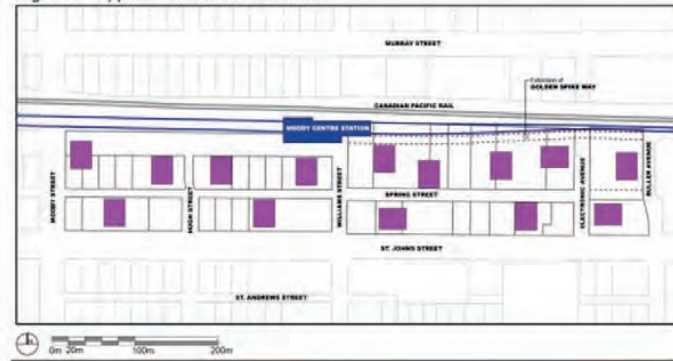 MURRAY STREET
Extension of
GOLDEN SPIKE WAY
CANADIAN PACIFIC RAIL
MOODY CENTRE STATION
MOODY STREET
HUGH STREET
WILLIAMS STREET
SPRING STREET
ELECTRONIC AVENUE
BULLER AVENUE
ST. JOHNS STREET
ST. ANDREWS STREET
0m 20m 100m 200m